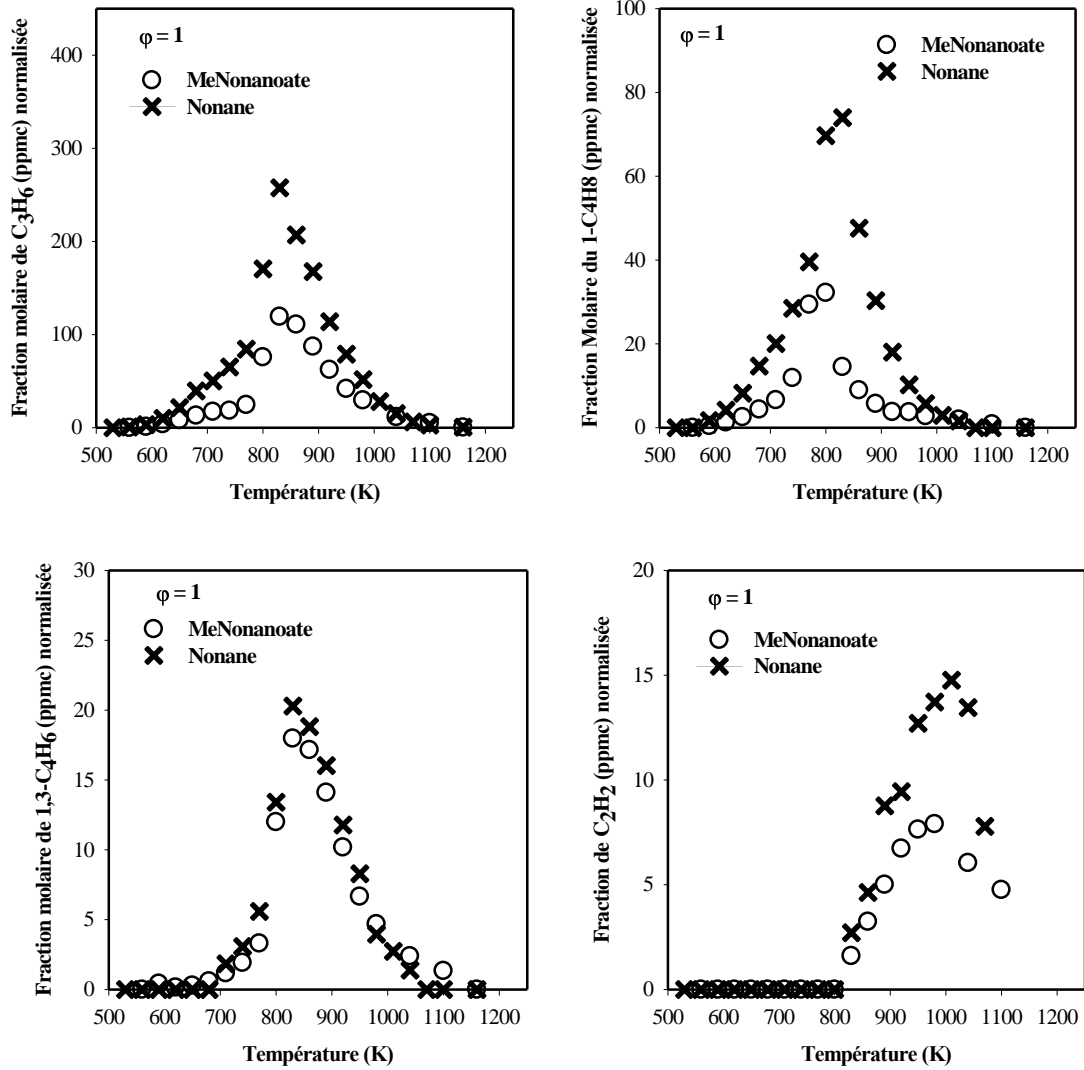 Fraction molaire de C3H6 (ppmc) normalisée
φ = 1
MeNonanoate
Nonane
400
300
200
100
0
500 600 700 800 900 1000 1100 1200
Température (K)
Fraction Molaire du 1-C4H8 (ppmc) normalisée
φ = 1
MeNonanoate
Nonane
100
80
60
40
20
0
500 600 700 800 900 1000 1100 1200
Température (K)
Fraction molaire de 1,3-C4H6 (ppmc) normalisée
φ = 1
MeNonanoate
Nonane
30
25
20
15
10
5
0
500 600 700 800 900 1000 1100 1200
Température (K)
Fraction de C2H2 (ppmc) normalisée
φ = 1
MeNonanoate
Nonane
20
15
10
5
0
500 600 700 800 900 1000 1100 1200
Température (K)